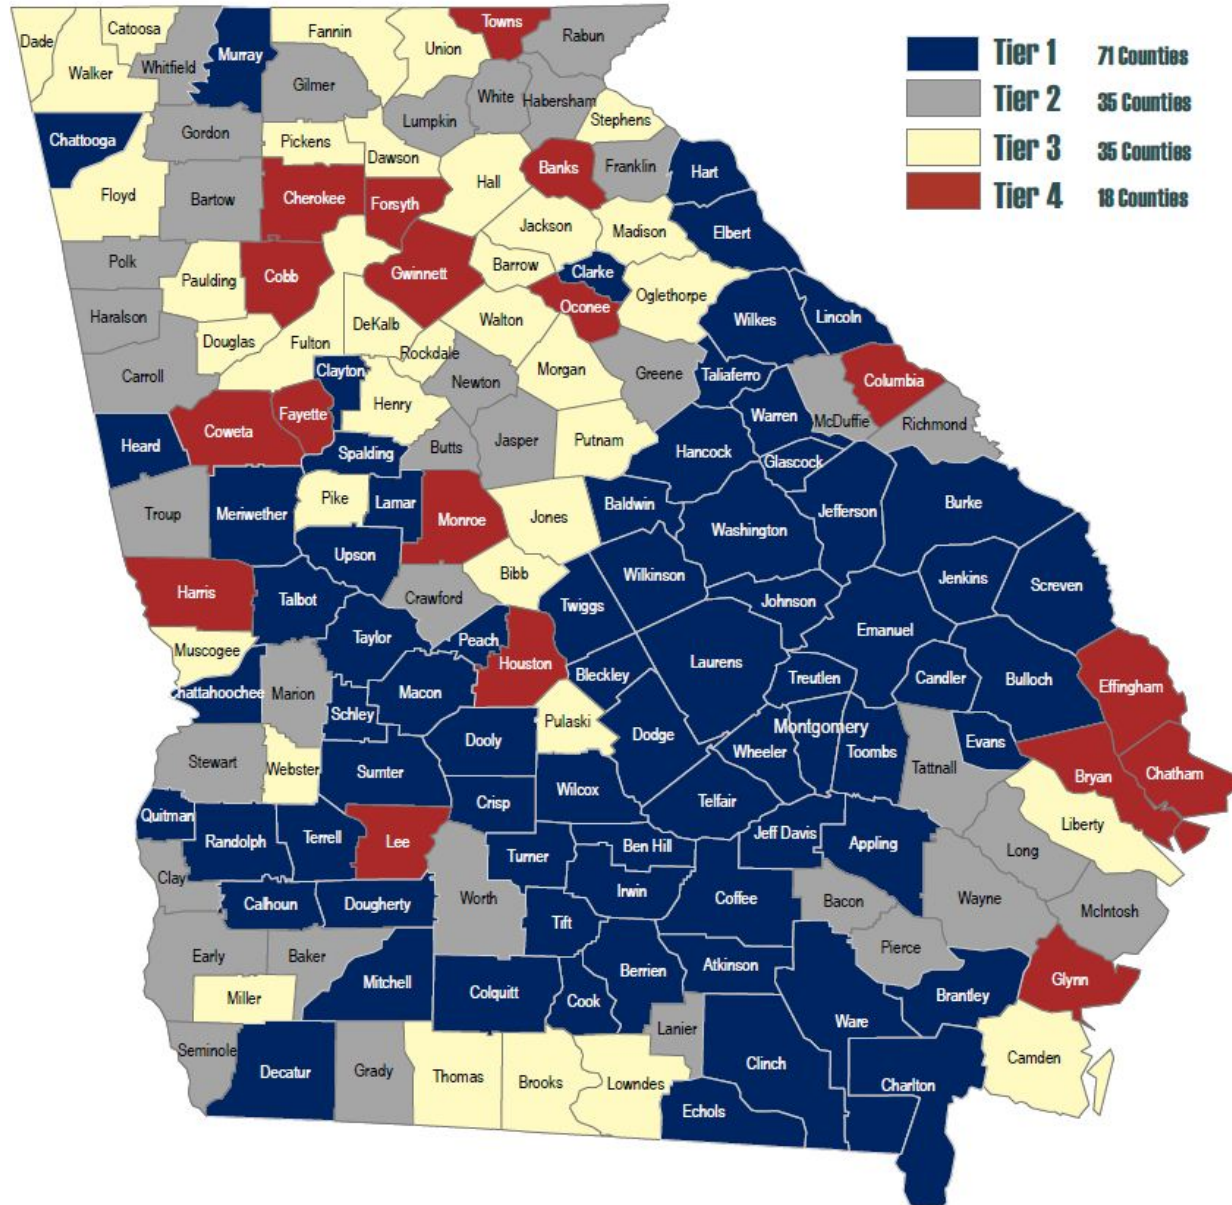 Tier 1 71 Counties
Tier 2 35 Counties
Tier 3 35 Counties
Tier 4 18 Counties
Dade
Catoosa
Walker
Whitfield
Murray
Fannin
Gilmer
Union
Towns
Rabun
White
Habersham
Lumpkin
Stephens
Chattooga
Gordon
Pickens
Dawson
Hall
Banks
Franklin
Hart
Floyd
Bartow
Cherokee
Forsyth
Jackson
Madison
Elbert
Polk
Paulding
Cobb
Gwinnett
Barrow
Clarke
Oconee
Oglethorpe
Wilkes
Lincoln
Haralson
Douglas
Fulton
DeKalb
Walton
Rockdale
Carroll
Clayton
Henry
Newton
Morgan
Greene
Taliaferro
Columbia
Warren
McDuffie
Richmond
Heard
Coweta
Fayette
Spalding
Butts
Jasper
Putnam
Hancock
Glascock
Troup
Meriwether
Pike
Lamar
Monroe
Jones
Baldwin
Washington
Jefferson
Burke
Upson
Bibb
Wilkinson
Jenkins
Screven
Harris
Talbot
Crawford
Twiggs
Johnson
Emanuel
Muscogee
Taylor
Peach
Houston
Bleckley
Laurens
Treutlen
Candler
Bulloch
Effingham
Chattahoochee
Marion
Schley
Macon
Pulaski
Dodge
Wheeler
Montgomery
Toombs
Tattnall
Evans
Bryan
Chatham
Stewart
Webster
Sumter
Dooly
Crisp
Wilcox
Telfair
Liberty
Quitman
Randolph
Terrell
Lee
Turner
Ben Hill
Jeff Davis
Appling
Long
Clay
Calhoun
Dougherty
Worth
Irwin
Tift
Coffee
Bacon
Wayne
McIntosh
Early
Baker
Mitchell
Colquitt
Cook
Berrien
Atkinson
Pierce
Brantley
Glynn
Miller
Lanier
Ware
Seminole
Decatur
Grady
Thomas
Brooks
Lowndes
Clinch
Echols
Charlton
Camden